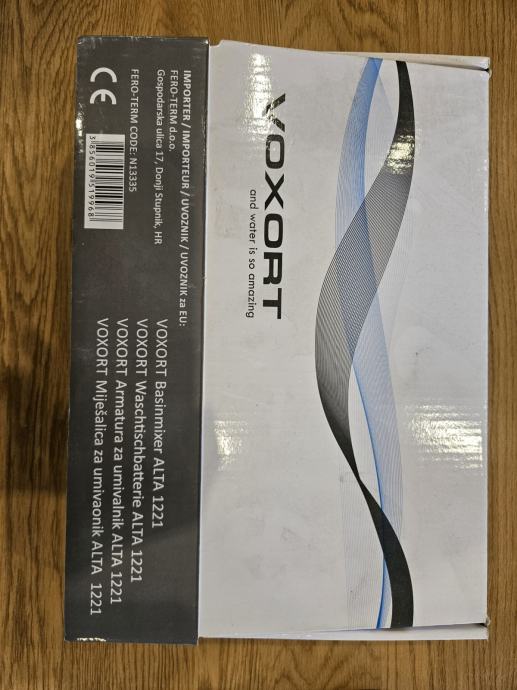 VOXORT
and water is so amazing
IMPORTER / IMPORTEUR / UVOZNIK / UVOZNIK za EU:
FERO-TERM d.o.o.
Gospodarska ulica 17, Donji Stupnik, HR
FERO-TERM CODE: N13335
CE
3856019519968
VOXORT Basinmixer ALTA 1221
VOXORT Waschtischbatterie ALTA 1221
VOXORT Armatura za umivalnik ALTA 1221
VOXORT Miješalica za umivaonik ALTA 1221